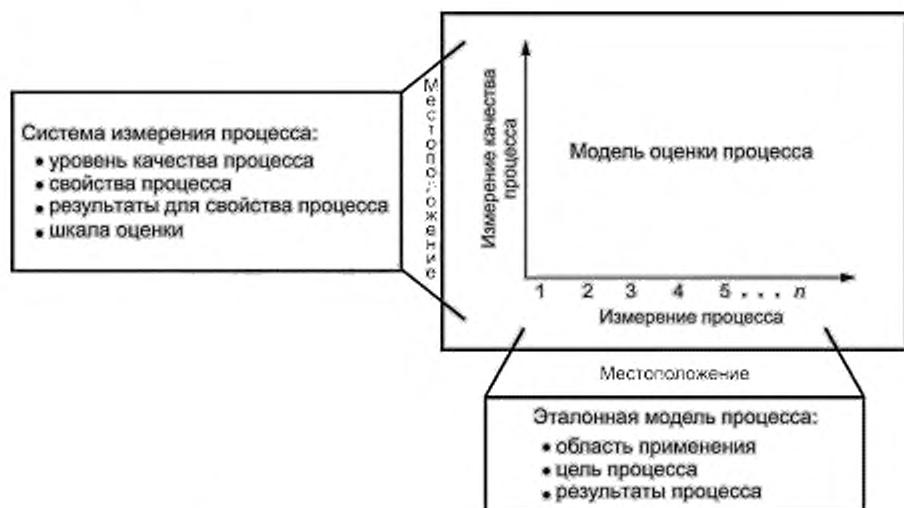 Система измерения процесса:
• уровень качества процесса
• свойства процесса
• результаты для свойства процесса
• шкала оценки
Местоположение
Измерение качества
процесса
Модель оценки процесса
1 2 3 4 5 . . . n
Измерение процесса
Местоположение
Эталонная модель процесса:
• область применения
• цель процесса
• результаты процесса